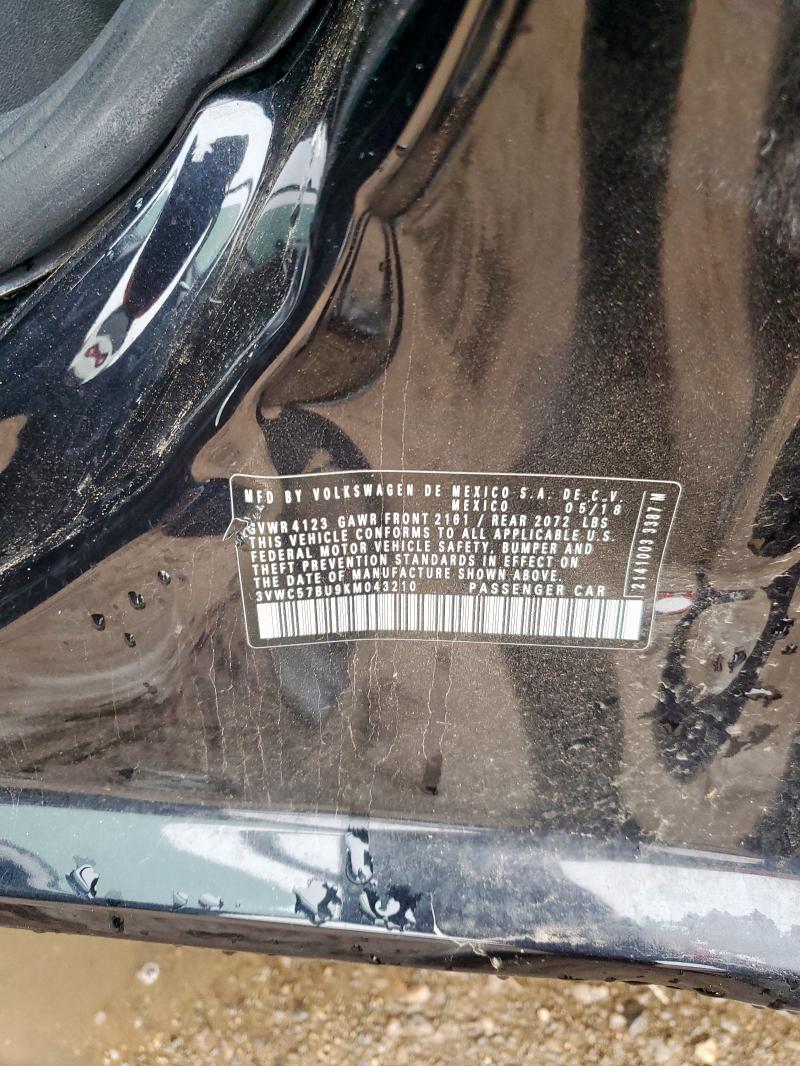 MFD BY VOLKSWAGEN DE MEXICO S.A. DE C.V.
MEXICO 05/18
GVWR 4123 GAWR FRONT 2161 / REAR 2072 LBS
THIS VEHICLE CONFORMS TO ALL APPLICABLE U.S.
FEDERAL MOTOR VEHICLE SAFETY, BUMPER AND
THEFT PREVENTION STANDARDS IN EFFECT ON
THE DATE OF MANUFACTURE SHOWN ABOVE.
3VWC57BU9KM043210 PASSENGER CAR
2141003 3387 M